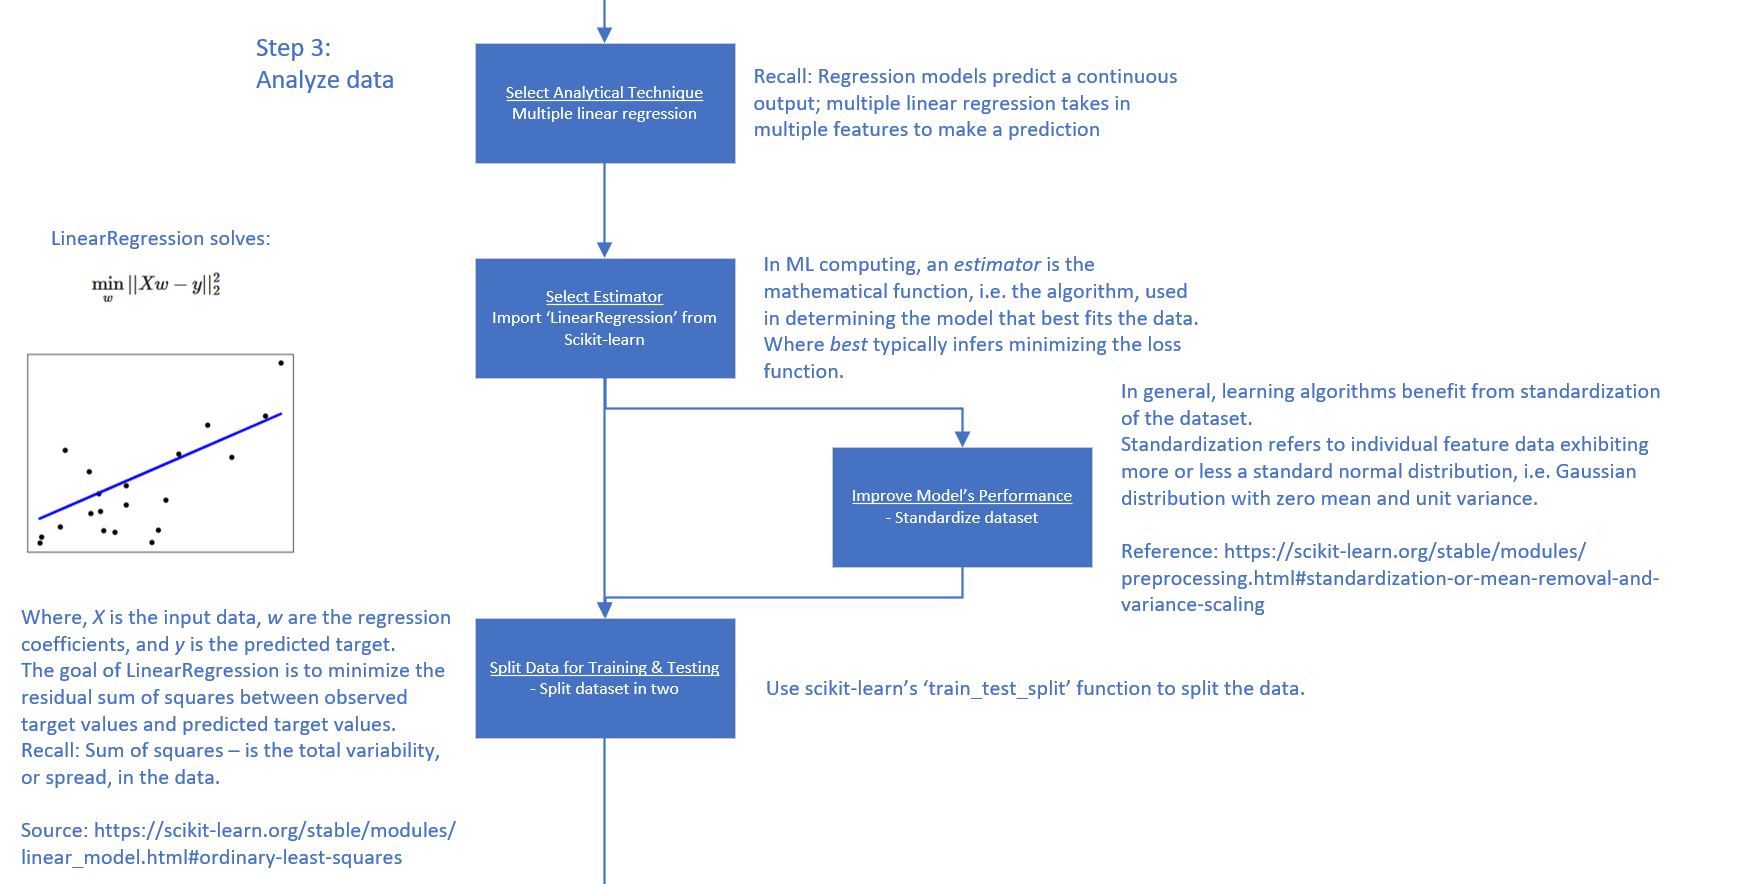 Step 3:
Analyze data
Select Analytical Technique
Multiple linear regression
Recall: Regression models predict a continuous
output; multiple linear regression takes in
multiple features to make a prediction
LinearRegression solves:
min_w ||Xw − y||_2^2
Select Estimator
Import ‘LinearRegression’ from
Scikit-learn
In ML computing, an estimator is the
mathematical function, i.e. the algorithm, used
in determining the model that best fits the data.
Where best typically infers minimizing the loss
function.
In general, learning algorithms benefit from standardization
of the dataset.
Standardization refers to individual feature data exhibiting
more or less a standard normal distribution, i.e. Gaussian
distribution with zero mean and unit variance.
Reference: https://scikit-learn.org/stable/modules/
preprocessing.html#standardization-or-mean-removal-and-
variance-scaling
Improve Model’s Performance
- Standardize dataset
Where, X is the input data, w are the regression
coefficients, and y is the predicted target.
The goal of LinearRegression is to minimize the
residual sum of squares between observed
target values and predicted target values.
Recall: Sum of squares – is the total variability,
or spread, in the data.
Source: https://scikit-learn.org/stable/modules/
linear_model.html#ordinary-least-squares
Split Data for Training & Testing
- Split dataset in two
Use scikit-learn’s ‘train_test_split’ function to split the data.